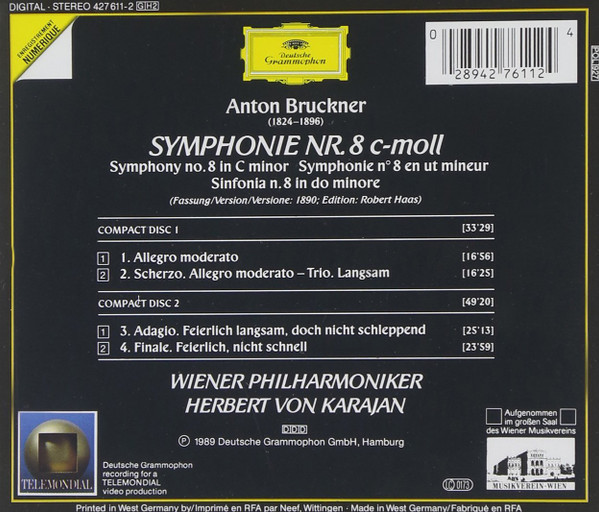 DIGITAL · STEREO 427 611-2 GH2
ENREGISTREMENT
NUMÉRIQUE
Deutsche
Grammophon
0 28942 76112 4
POL 1927
Anton Bruckner
(1824–1896)
SYMPHONIE NR. 8 c-moll
Symphony no. 8 in C minor Symphonie n° 8 en ut mineur
Sinfonia n. 8 in do minore
(Fassung/Version/Versione: 1890; Edition: Robert Haas)
COMPACT DISC 1 [33'29]
1 1. Allegro moderato [16'56]
2 2. Scherzo. Allegro moderato – Trio. Langsam [16'25]
COMPACT DISC 2 [49'20]
1 3. Adagio. Feierlich langsam, doch nicht schleppend [25'13]
2 4. Finale. Feierlich, nicht schnell [23'59]
WIENER PHILHARMONIKER
HERBERT VON KARAJAN
DDD
Ⓟ 1989 Deutsche Grammophon GmbH, Hamburg
TELEMONDIAL
Deutsche Grammophon
recording for a
TELEMONDIAL
video production
LC 0173
Aufgenommen
im großen Saal
des Wiener Musikvereins
MUSIKVEREIN·WIEN
Printed in West Germany by/Imprimé en RFA par Neef, Wittingen · Made in West Germany/Fabriqué en RFA